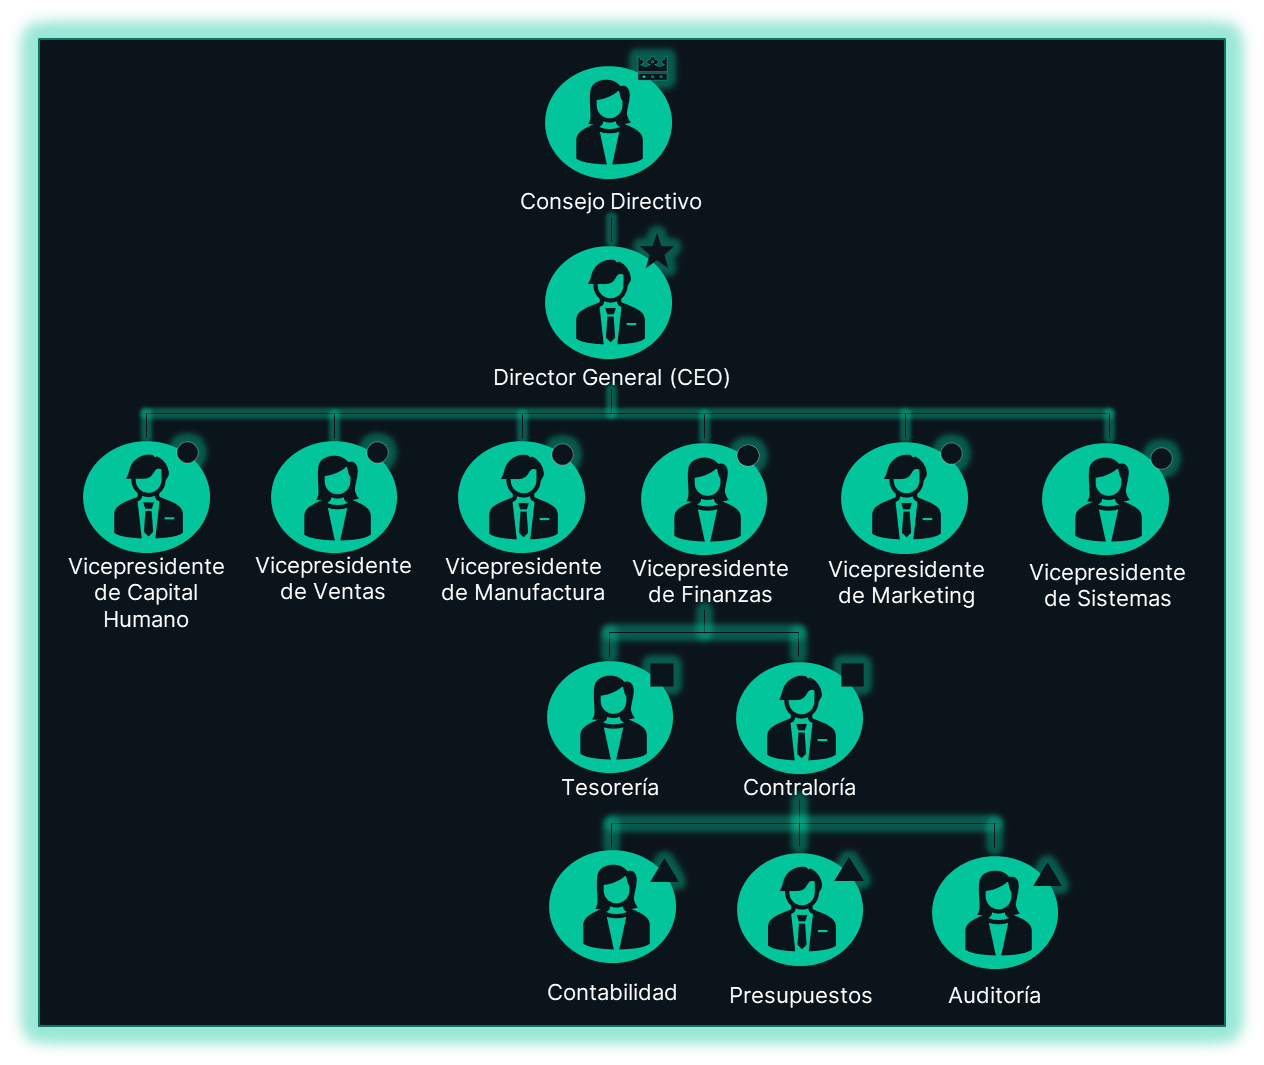 Consejo Directivo
Director General (CEO)
Vicepresidente
de Capital
Humano
Vicepresidente
de Ventas
Vicepresidente
de Manufactura
Vicepresidente
de Finanzas
Vicepresidente
de Marketing
Vicepresidente
de Sistemas
Tesorería
Contraloría
Contabilidad
Presupuestos
Auditoría